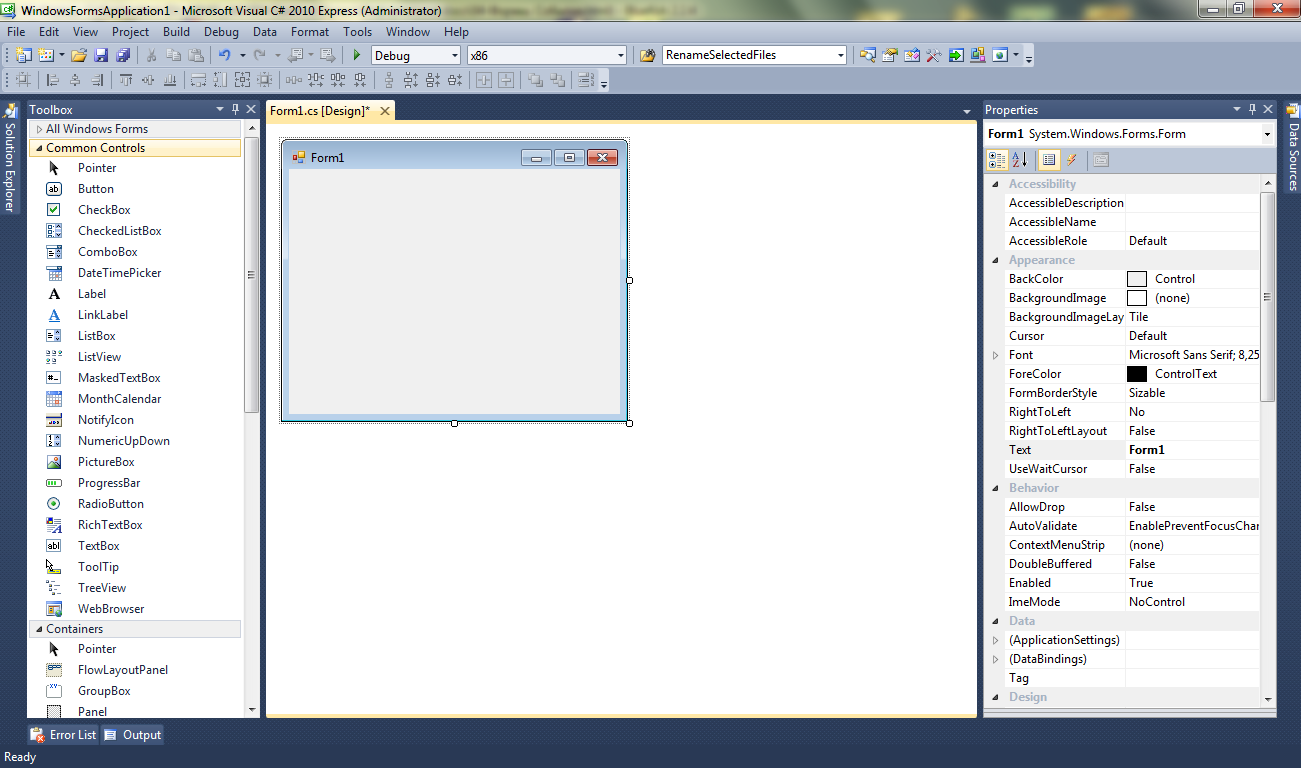 WindowsFormsApplication1 - Microsoft Visual C# 2010 Express (Administrator)
File Edit View Project Build Debug Data Format Tools Window Help
Debug x86 RenameSelectedFiles
Solution Explorer
Toolbox
All Windows Forms
Common Controls
Pointer
Button
CheckBox
CheckedListBox
ComboBox
DateTimePicker
Label
LinkLabel
ListBox
ListView
MaskedTextBox
MonthCalendar
NotifyIcon
NumericUpDown
PictureBox
ProgressBar
RadioButton
RichTextBox
TextBox
ToolTip
TreeView
WebBrowser
Containers
Pointer
FlowLayoutPanel
GroupBox
Panel
Form1.cs [Design]*
Form1
Properties
Form1 System.Windows.Forms.Form
Accessibility
AccessibleDescription
AccessibleName
AccessibleRole Default
Appearance
BackColor Control
BackgroundImage (none)
BackgroundImageLay Tile
Cursor Default
Font Microsoft Sans Serif; 8,25
ForeColor ControlText
FormBorderStyle Sizable
RightToLeft No
RightToLeftLayout False
Text Form1
UseWaitCursor False
Behavior
AllowDrop False
AutoValidate EnablePreventFocusChar
ContextMenuStrip (none)
DoubleBuffered False
Enabled True
ImeMode NoControl
Data
(ApplicationSettings)
(DataBindings)
Tag
Design
Data Sources
Error List Output
Ready